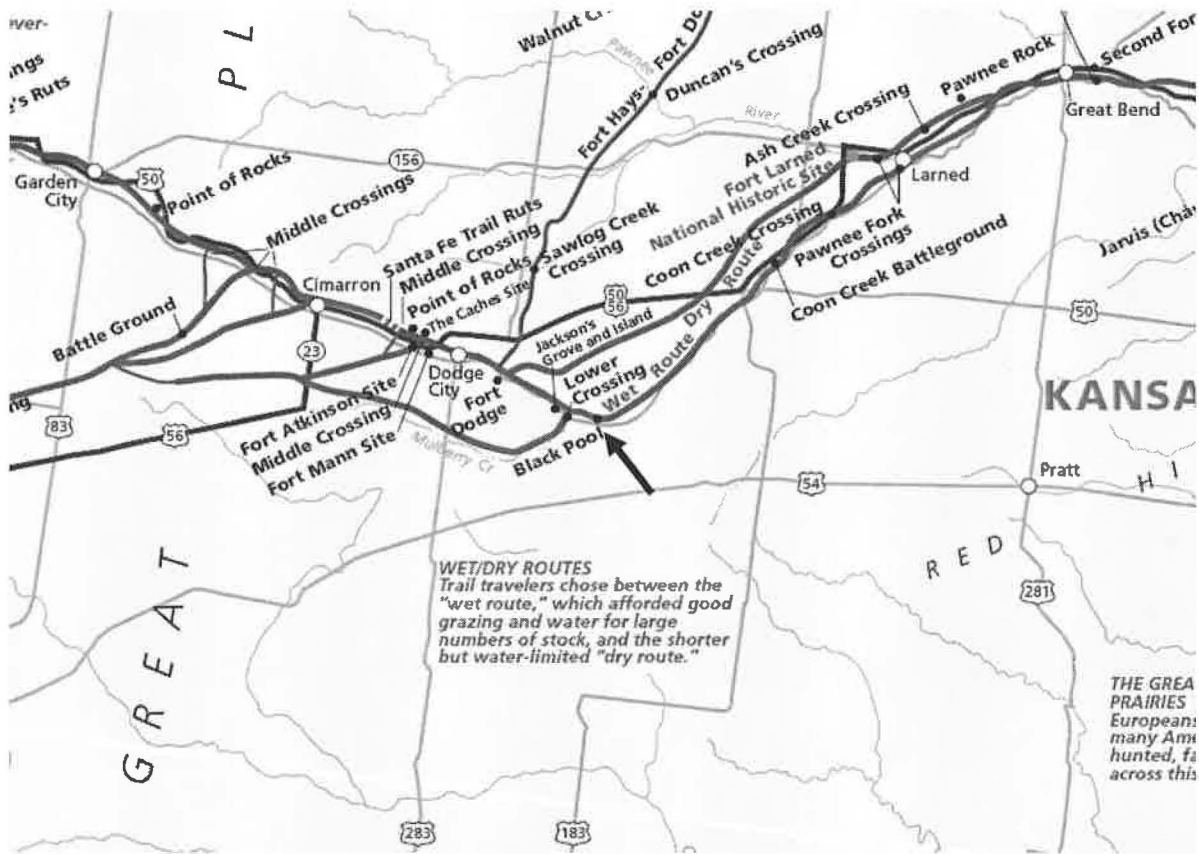 PL
Walnut
Pawnee
Fort Hays-
Fort
Duncan's Crossing
Pawnee Rock
Second
Great Bend
's Ruts
River
156
Ash Creek Crossing
Fort Larned
National Historic Site
Larned
Garden
City
50
Point of Rocks
Middle Crossings
Santa Fe Trail Ruts
Middle Crossing
Point of Rocks
The Caches Site
Sawlog Creek
Crossing
Coon Creek Crossing
Pawnee Fork
Crossings
Coon Creek Battleground
Jarvis
Cimarron
50
56
50
Battle Ground
23
Jackson's
Grove and Island
Dry Route
Wet Route
Dodge
City
Lower
Crossing
Fort
Dodge
Fort Atkinson Site
Middle Crossing
Fort Mann Site
Mulberry Cr
Black Pool
KANSA
83
56
54
Pratt
HI
RED
281
GREAT
WET/DRY ROUTES
Trail travelers chose between the
"wet route," which afforded good
grazing and water for large
numbers of stock, and the shorter
but water-limited "dry route."
THE GREA
PRAIRIES
Europeans
many Ame
hunted, fa
across this
283
183